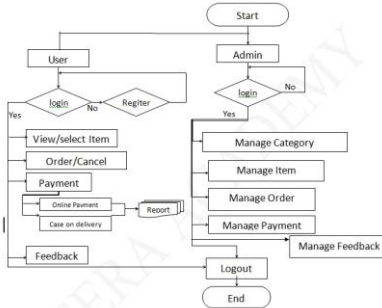 Start
User
Admin
login
No
Regiter
login
No
Yes
Yes
View/select Item
Order/Cancel
Payment
Online Payment
Case on delivery
Report
Feedback
Manage Category
Manage Item
Manage Order
Manage Payment
Manage Feedback
Logout
End